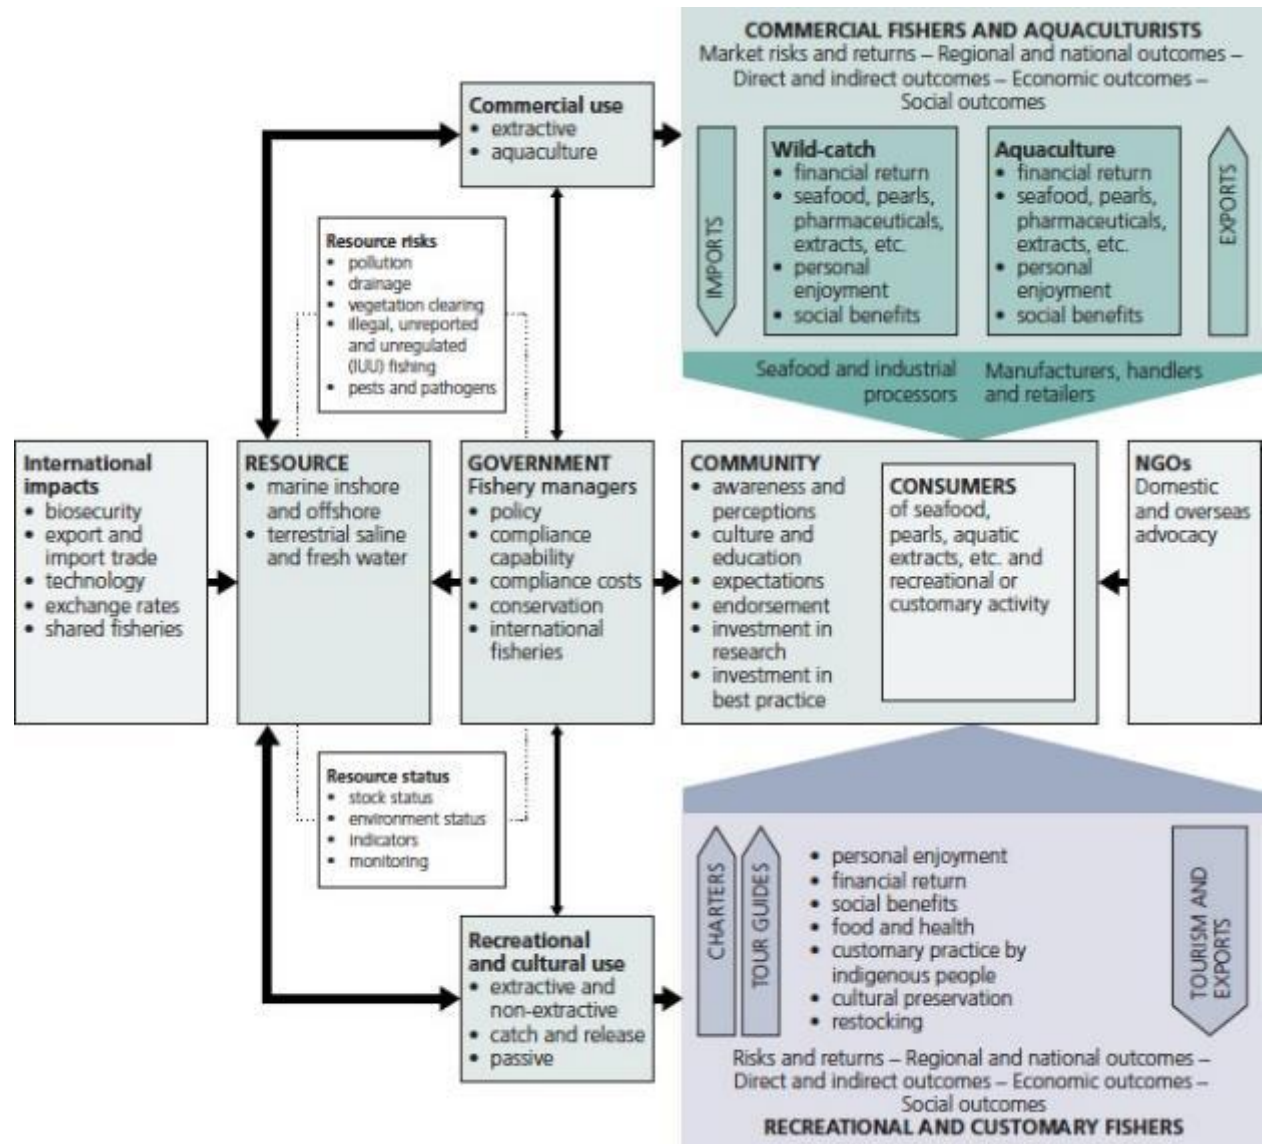 COMMERCIAL FISHERS AND AQUACULTURISTS
Market risks and returns – Regional and national outcomes –
Direct and indirect outcomes – Economic outcomes –
Social outcomes
Commercial use
• extractive
• aquaculture
IMPORTS
Wild-catch
• financial return
• seafood, pearls,
pharmaceuticals,
extracts, etc.
• personal
enjoyment
• social benefits
Aquaculture
• financial return
• seafood, pearls,
pharmaceuticals,
extracts, etc.
• personal
enjoyment
• social benefits
EXPORTS
Resource risks
• pollution
• drainage
• vegetation clearing
• illegal, unreported
and unregulated
(IUU) fishing
• pests and pathogens
Seafood and industrial
processors
Manufacturers, handlers
and retailers
International
impacts
• biosecurity
• export and
import trade
• technology
• exchange rates
• shared fisheries
RESOURCE
• marine inshore
and offshore
• terrestrial saline
and fresh water
GOVERNMENT
Fishery managers
• policy
• compliance
capability
• compliance costs
• conservation
• international
fisheries
COMMUNITY
• awareness and
perceptions
• culture and
education
• expectations
• endorsement
• investment in
research
• investment in
best practice
CONSUMERS
of seafood,
pearls, aquatic
extracts, etc. and
recreational or
customary activity
NGOs
Domestic
and overseas
advocacy
Resource status
• stock status
• environment status
• indicators
• monitoring
Recreational
and cultural use
• extractive and
non-extractive
• catch and release
• passive
CHARTERS
TOUR GUIDES
• personal enjoyment
• financial return
• social benefits
• food and health
• customary practice by
indigenous people
• cultural preservation
• restocking
TOURISM AND
EXPORTS
Risks and returns – Regional and national outcomes –
Direct and indirect outcomes – Economic outcomes –
Social outcomes
RECREATIONAL AND CUSTOMARY FISHERS